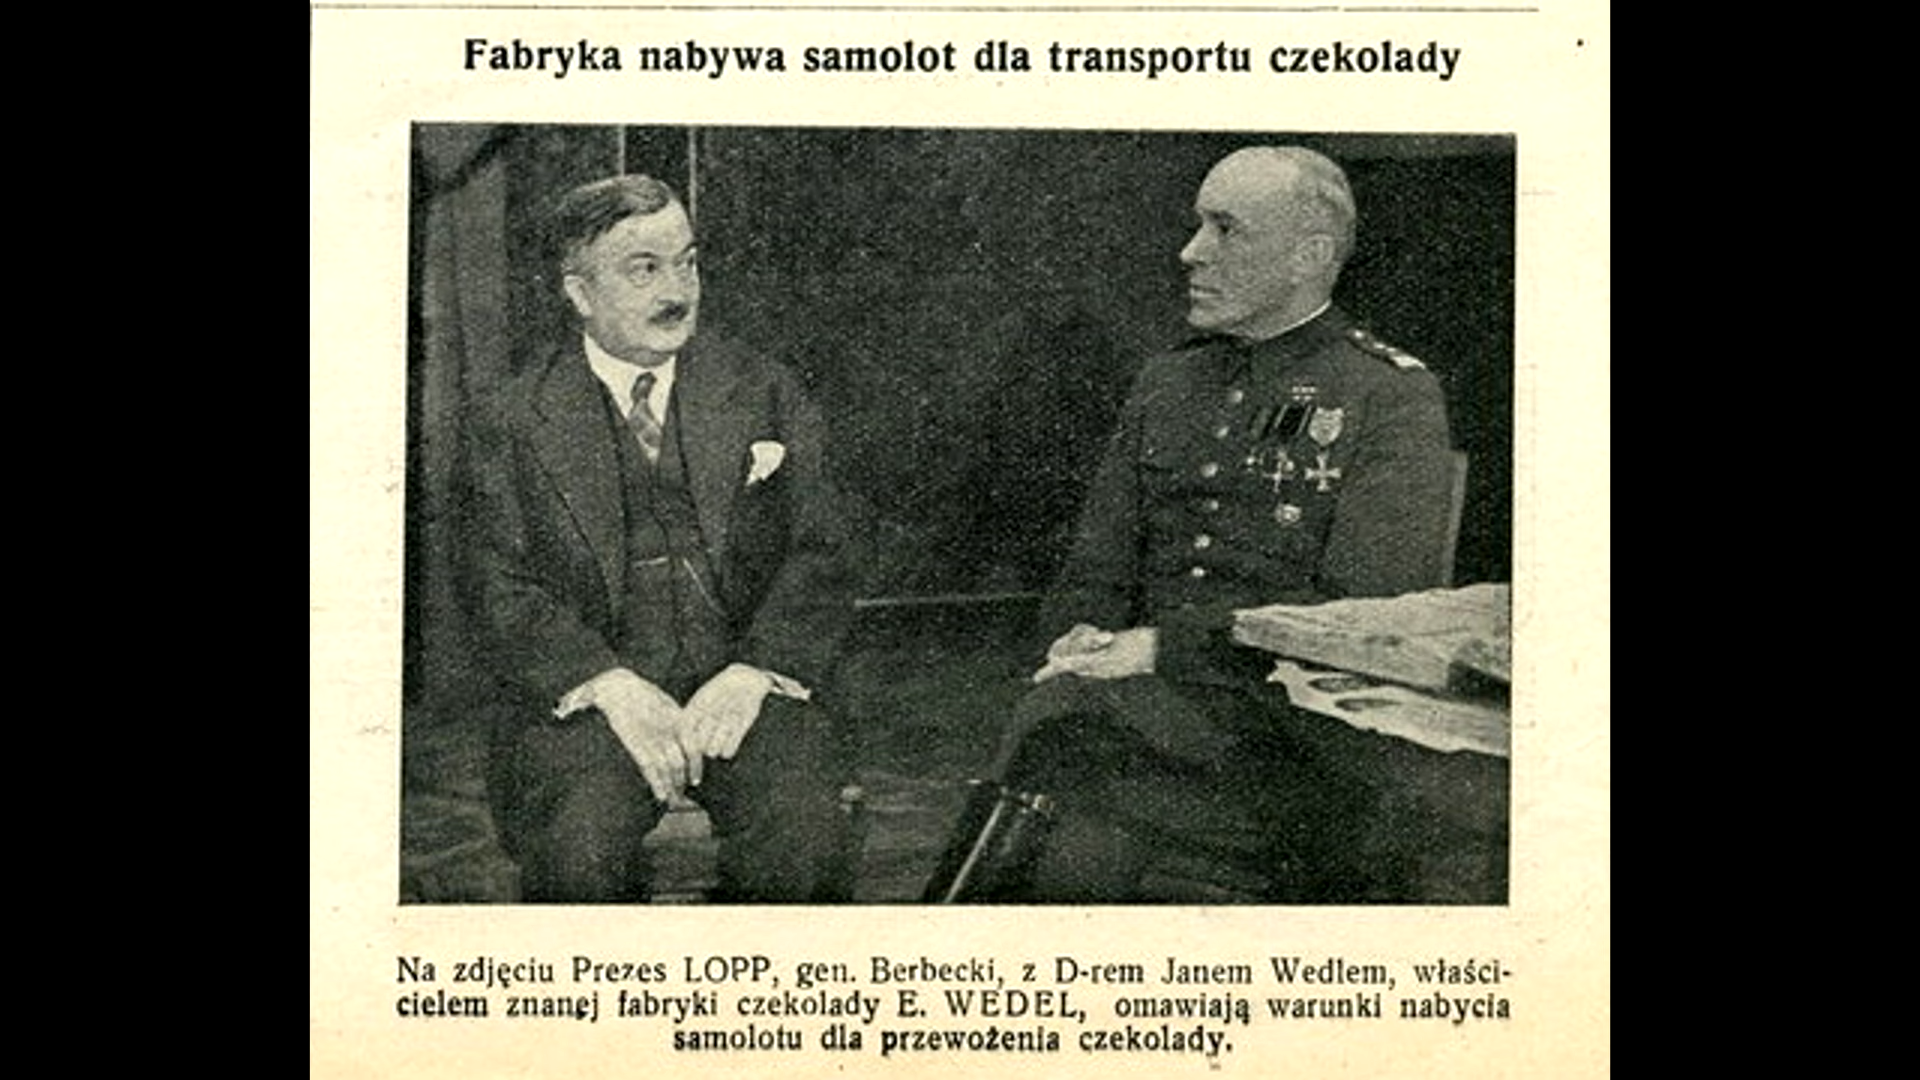 Fabryka nabywa samolot dla transportu czekolady
Na zdjęciu Prezes LOPP, gen. Berbecki, z D-rem Janem Wedlem, właści-
cielem znanej fabryki czekolady E. WEDEL, omawiają warunki nabycia
samolotu dla przewożenia czekolady.